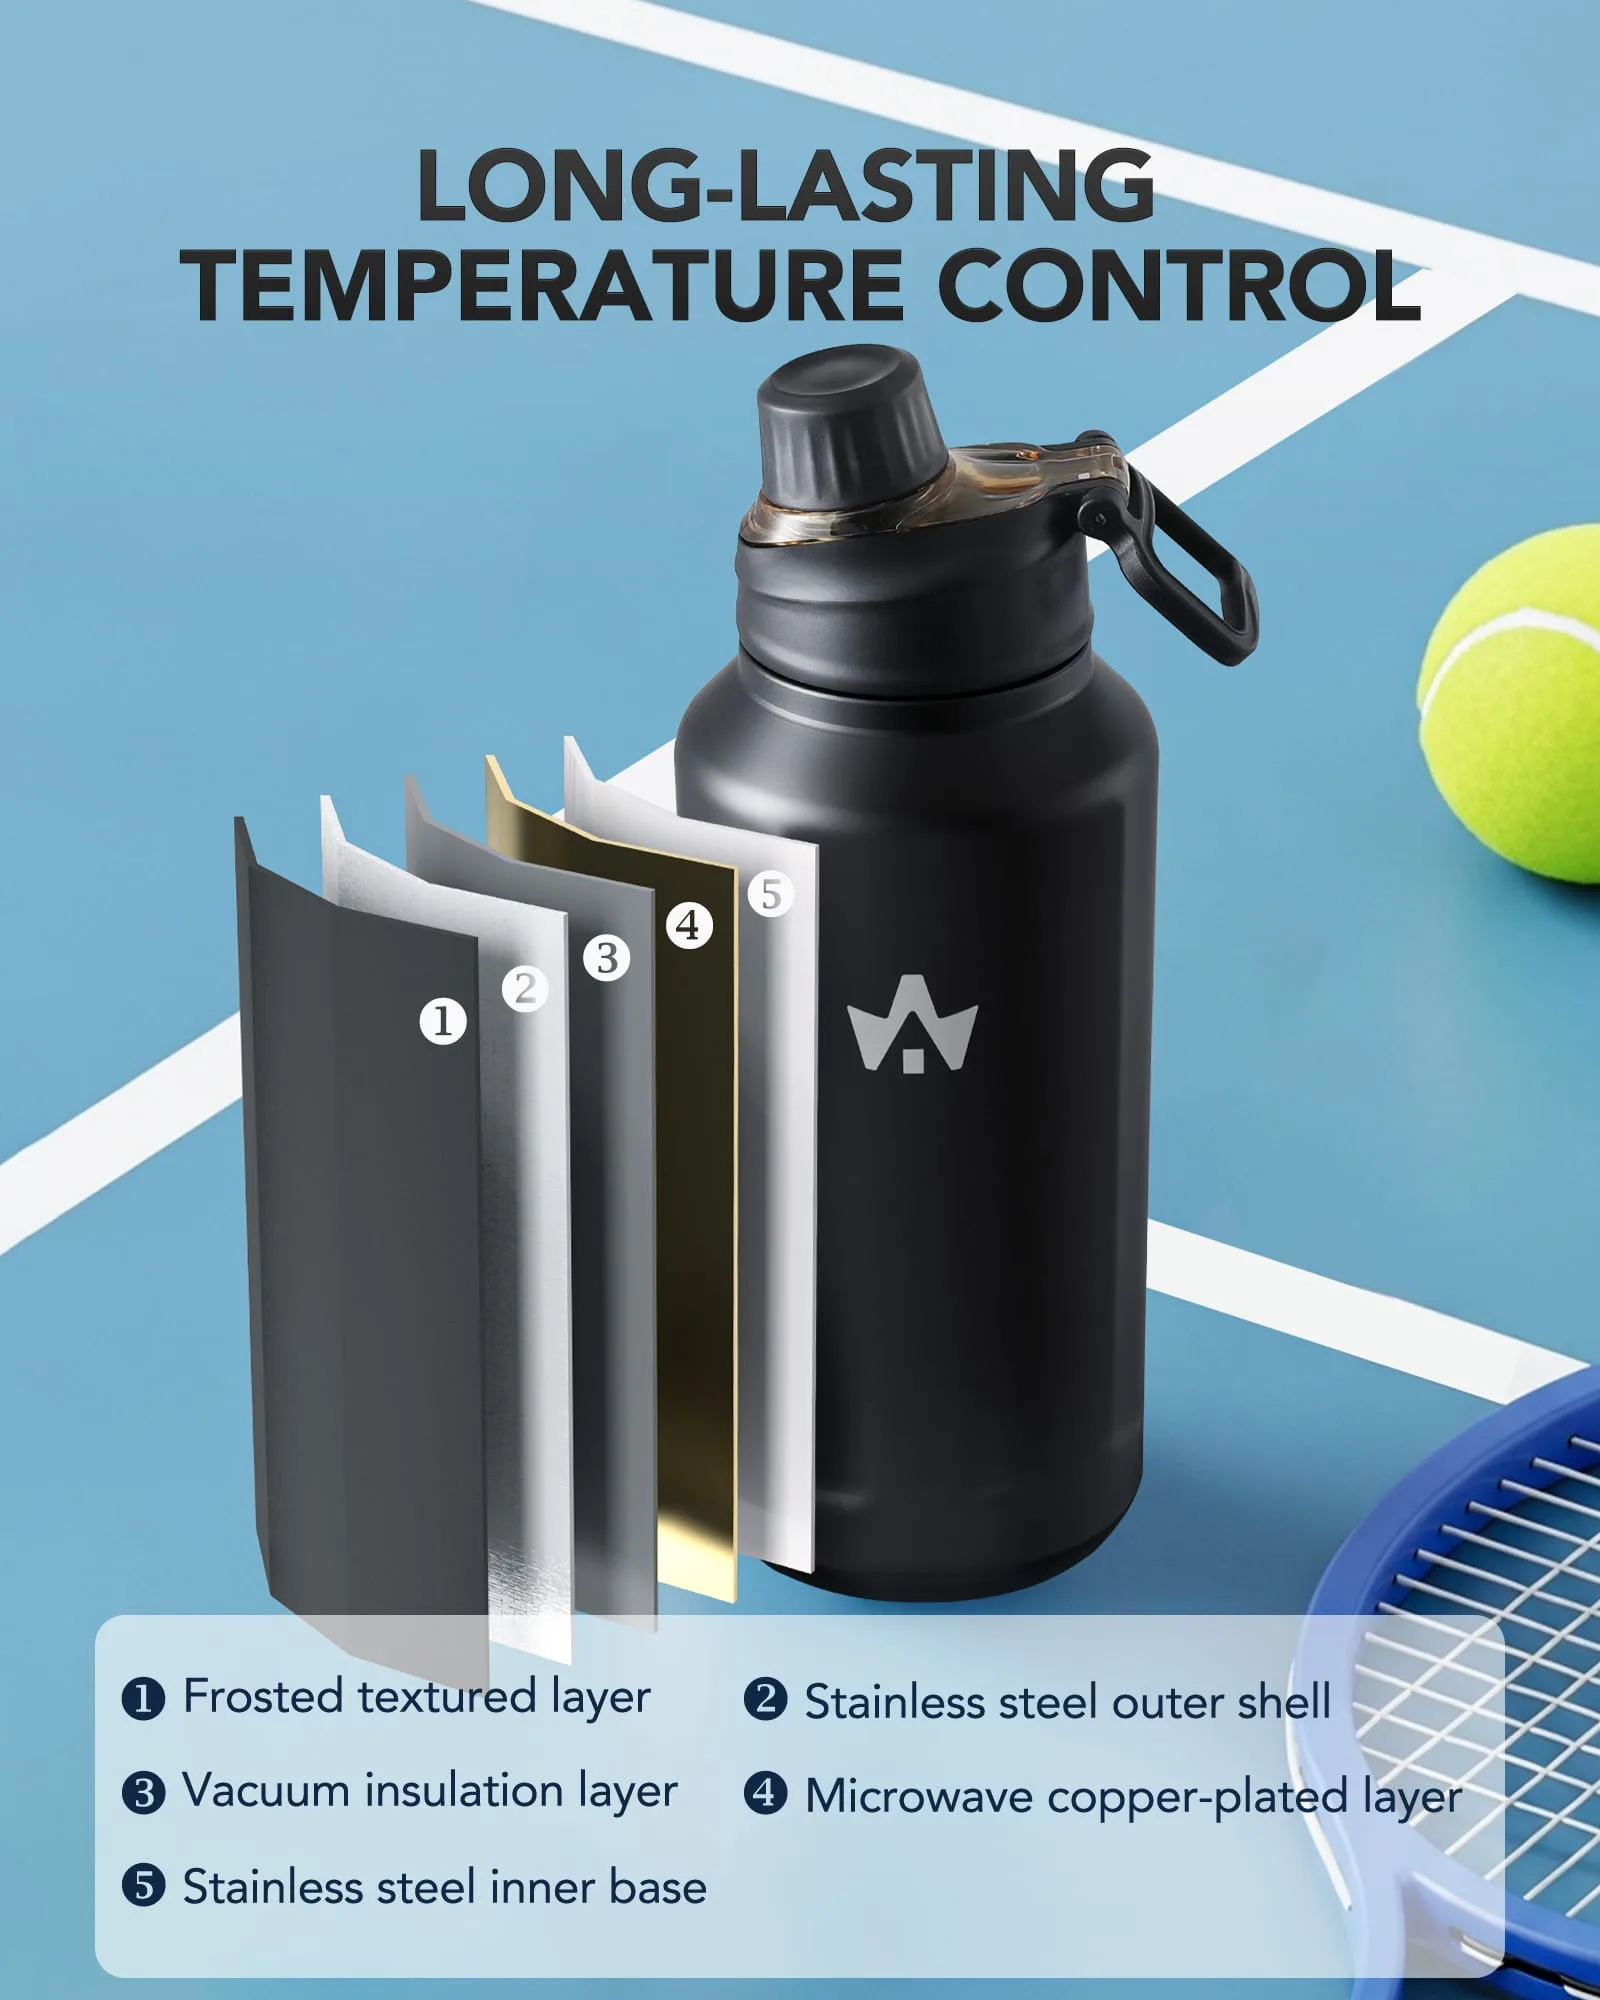 LONG-LASTING
TEMPERATURE CONTROL
1
2
3
4
5
1 Frosted textured layer
2 Stainless steel outer shell
3 Vacuum insulation layer
4 Microwave copper-plated layer
5 Stainless steel inner base